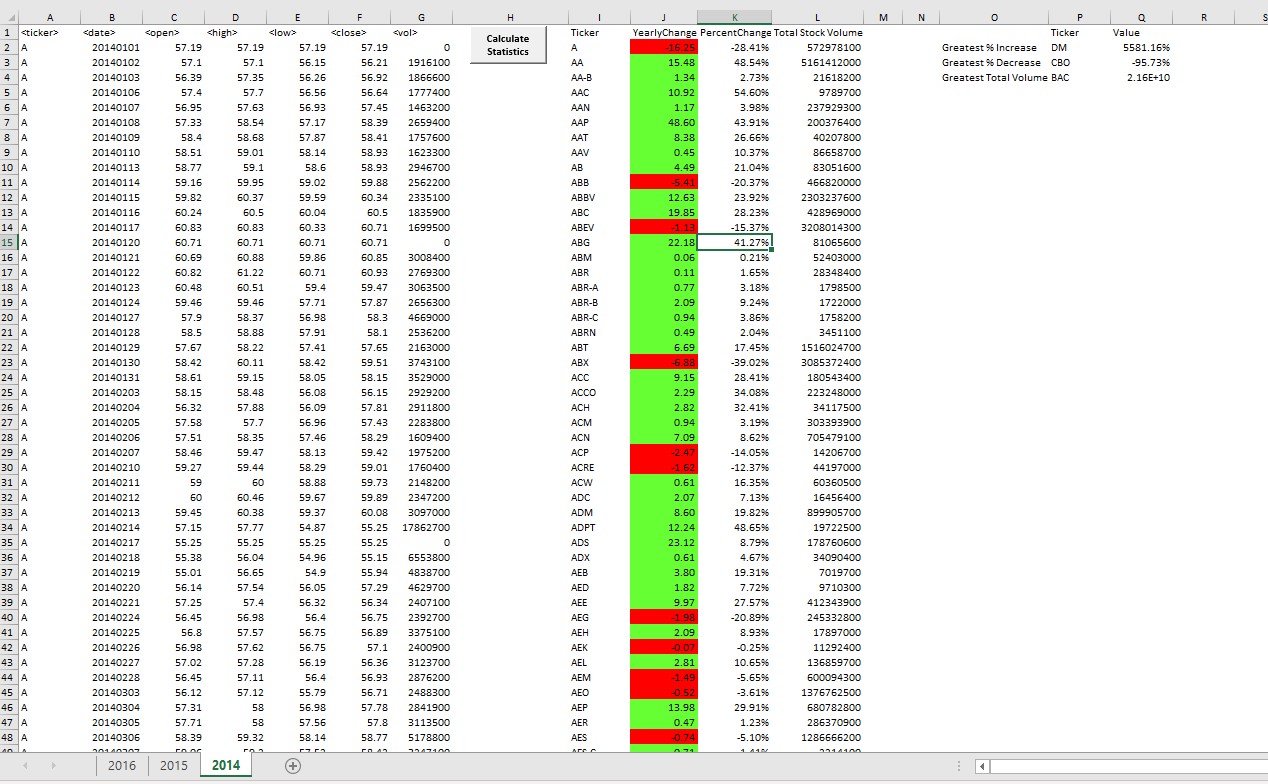 A B C D E F G H I J K L M N O P Q R S
1 <ticker> <date> <open> <high> <low> <close> <vol> Calculate Statistics Ticker YearlyChange PercentChange Total Stock Volume Ticker Value
2 A 20140101 57.19 57.19 57.19 57.19 0 A -16.25 -28.41% 572978100 Greatest % Increase DM 5581.16%
3 A 20140102 57.1 57.1 56.15 56.21 1916100 AA 15.48 48.54% 5161412000 Greatest % Decrease CBO -95.73%
4 A 20140103 56.39 57.35 56.26 56.92 1866600 AA-B 1.34 2.73% 21618200 Greatest Total Volume BAC 2.16E+10
5 A 20140106 57.4 57.7 56.56 56.64 1777400 AAC 10.92 54.60% 9789700
6 A 20140107 56.95 57.63 56.93 57.45 1463200 AAN 1.17 3.98% 237929300
7 A 20140108 57.33 58.54 57.17 58.39 2659400 AAP 48.60 43.91% 200376400
8 A 20140109 58.4 58.68 57.87 58.41 1757600 AAT 8.38 26.66% 40207800
9 A 20140110 58.51 59.01 58.14 58.93 1623300 AAV 0.45 10.37% 86658700
10 A 20140113 58.77 59.1 58.6 58.93 2946700 AB 4.49 21.04% 83051600
11 A 20140114 59.16 59.95 59.02 59.88 2562200 ABB -5.41 -20.37% 466820000
12 A 20140115 59.82 60.37 59.59 60.34 2335100 ABBV 12.63 23.92% 2303237600
13 A 20140116 60.24 60.5 60.04 60.5 1835900 ABC 19.85 28.23% 428969000
14 A 20140117 60.83 60.83 60.33 60.71 1699500 ABEV -1.13 -15.37% 3208014300
15 A 20140120 60.71 60.71 60.71 60.71 0 ABG 22.18 41.27% 81065600
16 A 20140121 60.69 60.88 59.86 60.85 3008400 ABM 0.06 0.21% 52403000
17 A 20140122 60.82 61.22 60.71 60.93 2769300 ABR 0.11 1.65% 28348400
18 A 20140123 60.48 60.51 59.4 59.47 3063500 ABR-A 0.77 3.18% 1798500
19 A 20140124 59.46 59.46 57.71 57.87 2656300 ABR-B 2.09 9.24% 1722000
20 A 20140127 57.9 58.37 56.98 58.3 4669000 ABR-C 0.94 3.86% 1758200
21 A 20140128 58.5 58.88 57.91 58.1 2536200 ABRN 0.49 2.04% 3451100
22 A 20140129 57.67 58.22 57.41 57.65 2163000 ABT 6.69 17.45% 1516024700
23 A 20140130 58.42 60.11 58.42 59.51 3743100 ABX -6.88 -39.02% 3085372400
24 A 20140131 58.61 59.15 58.05 58.15 3529000 ACC 9.15 28.41% 180543400
25 A 20140203 58.15 58.48 56.08 56.15 2929200 ACCO 2.29 34.08% 223248000
26 A 20140204 56.32 57.88 56.09 57.81 2911800 ACH 2.82 32.41% 34117500
27 A 20140205 57.58 57.7 56.96 57.43 2283800 ACM 0.94 3.19% 303393900
28 A 20140206 57.51 58.35 57.46 58.29 1609400 ACN 7.09 8.62% 705479100
29 A 20140207 58.46 59.47 58.13 59.42 1975200 ACP -2.47 -14.05% 14206700
30 A 20140210 59.27 59.44 58.29 59.01 1760400 ACRE -1.62 -12.37% 44197000
31 A 20140211 59 60 58.88 59.73 2148200 ACW 0.61 16.35% 60360500
32 A 20140212 60 60.46 59.67 59.89 2347200 ADC 2.07 7.13% 16456400
33 A 20140213 59.45 60.38 59.37 60.08 3097000 ADM 8.60 19.82% 899905700
34 A 20140214 57.15 57.77 54.87 55.25 17862700 ADPT 12.24 48.65% 19722500
35 A 20140217 55.25 55.25 55.25 55.25 0 ADS 23.12 8.79% 178760600
36 A 20140218 55.38 56.04 54.96 55.15 6553800 ADX 0.61 4.67% 34090400
37 A 20140219 55.01 56.65 54.9 55.94 4838700 AEB 3.80 19.31% 7019700
38 A 20140220 56.14 57.54 56.05 57.29 4629700 AED 1.82 7.72% 9710300
39 A 20140221 57.25 57.4 56.32 56.34 2407100 AEE 9.97 27.57% 412343900
40 A 20140224 56.45 56.98 56.4 56.75 2392700 AEG -1.98 -20.89% 245332800
41 A 20140225 56.8 57.57 56.75 56.89 3375100 AEH 2.09 8.93% 17897000
42 A 20140226 56.98 57.62 56.75 57.1 2400900 AEK -0.07 -0.25% 11292400
43 A 20140227 57.02 57.28 56.19 56.36 3123700 AEL 2.81 10.65% 136859700
44 A 20140228 56.45 57.11 56.4 56.93 2876200 AEM -1.49 -5.65% 600094300
45 A 20140303 56.12 57.12 55.79 56.71 2488300 AEO -0.52 -3.61% 1376762500
46 A 20140304 57.31 58 56.98 57.78 2841900 AEP 13.98 29.91% 680782800
47 A 20140305 57.71 58 57.56 57.8 3113500 AER 0.47 1.23% 286370900
48 A 20140306 58.39 59.32 58.14 58.77 5178800 AES -0.74 -5.10% 1286666200
2016 2015 2014